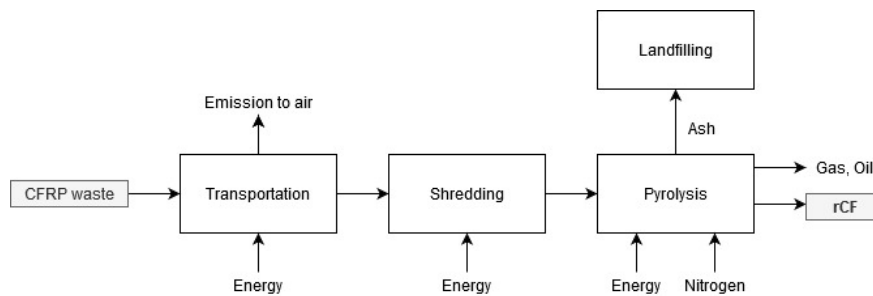 Landfilling
Emission to air
Ash
CFRP waste
Transportation
Shredding
Pyrolysis
Gas, Oil
rCF
Energy
Energy
Energy
Nitrogen